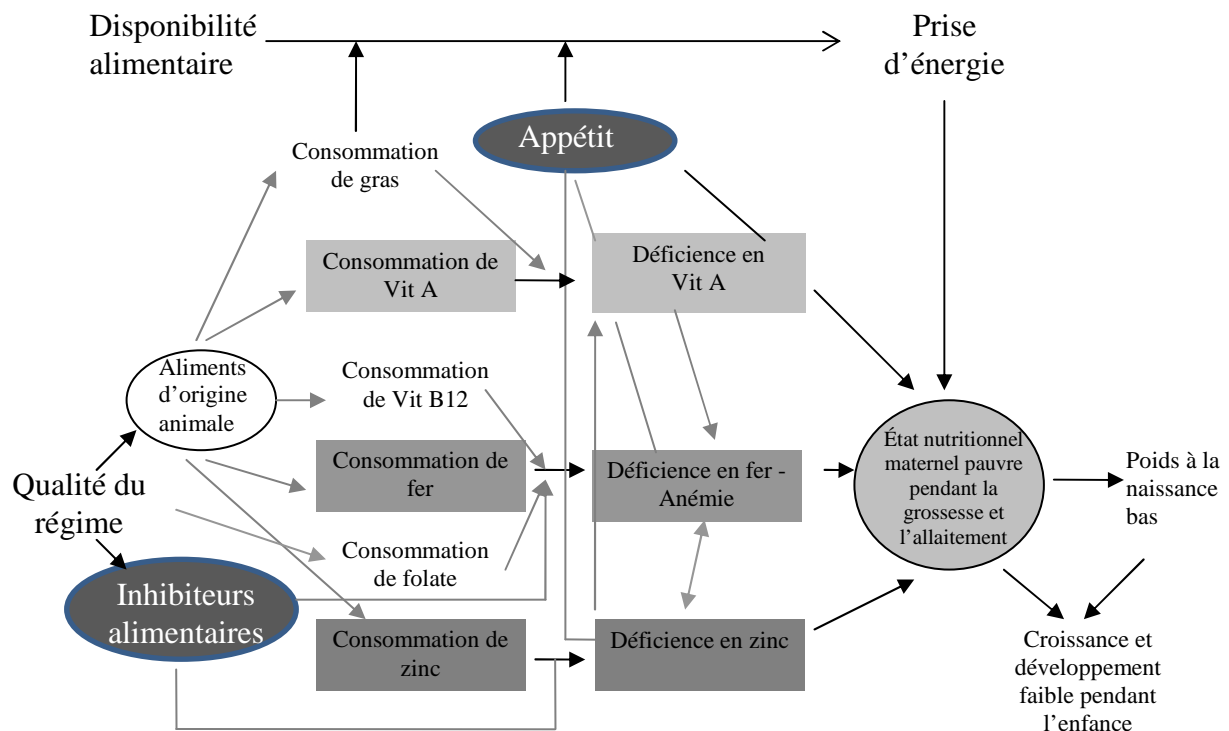 Disponibilité
alimentaire
Prise
d’énergie
Appétit
Consommation
de gras
Consommation de
Vit A
Déficience en
Vit A
Aliments
d’origine
animale
Consommation
de Vit B12
Consommation de
fer
Déficience en fer -
Anémie
État nutritionnel
maternel pauvre
pendant la
grossesse et
l’allaitement
Poids à la
naissance
bas
Qualité du
régime
Consommation
de folate
Inhibiteurs
alimentaires
Consommation de
zinc
Déficience en zinc
Croissance et
développement
faible pendant
l’enfance